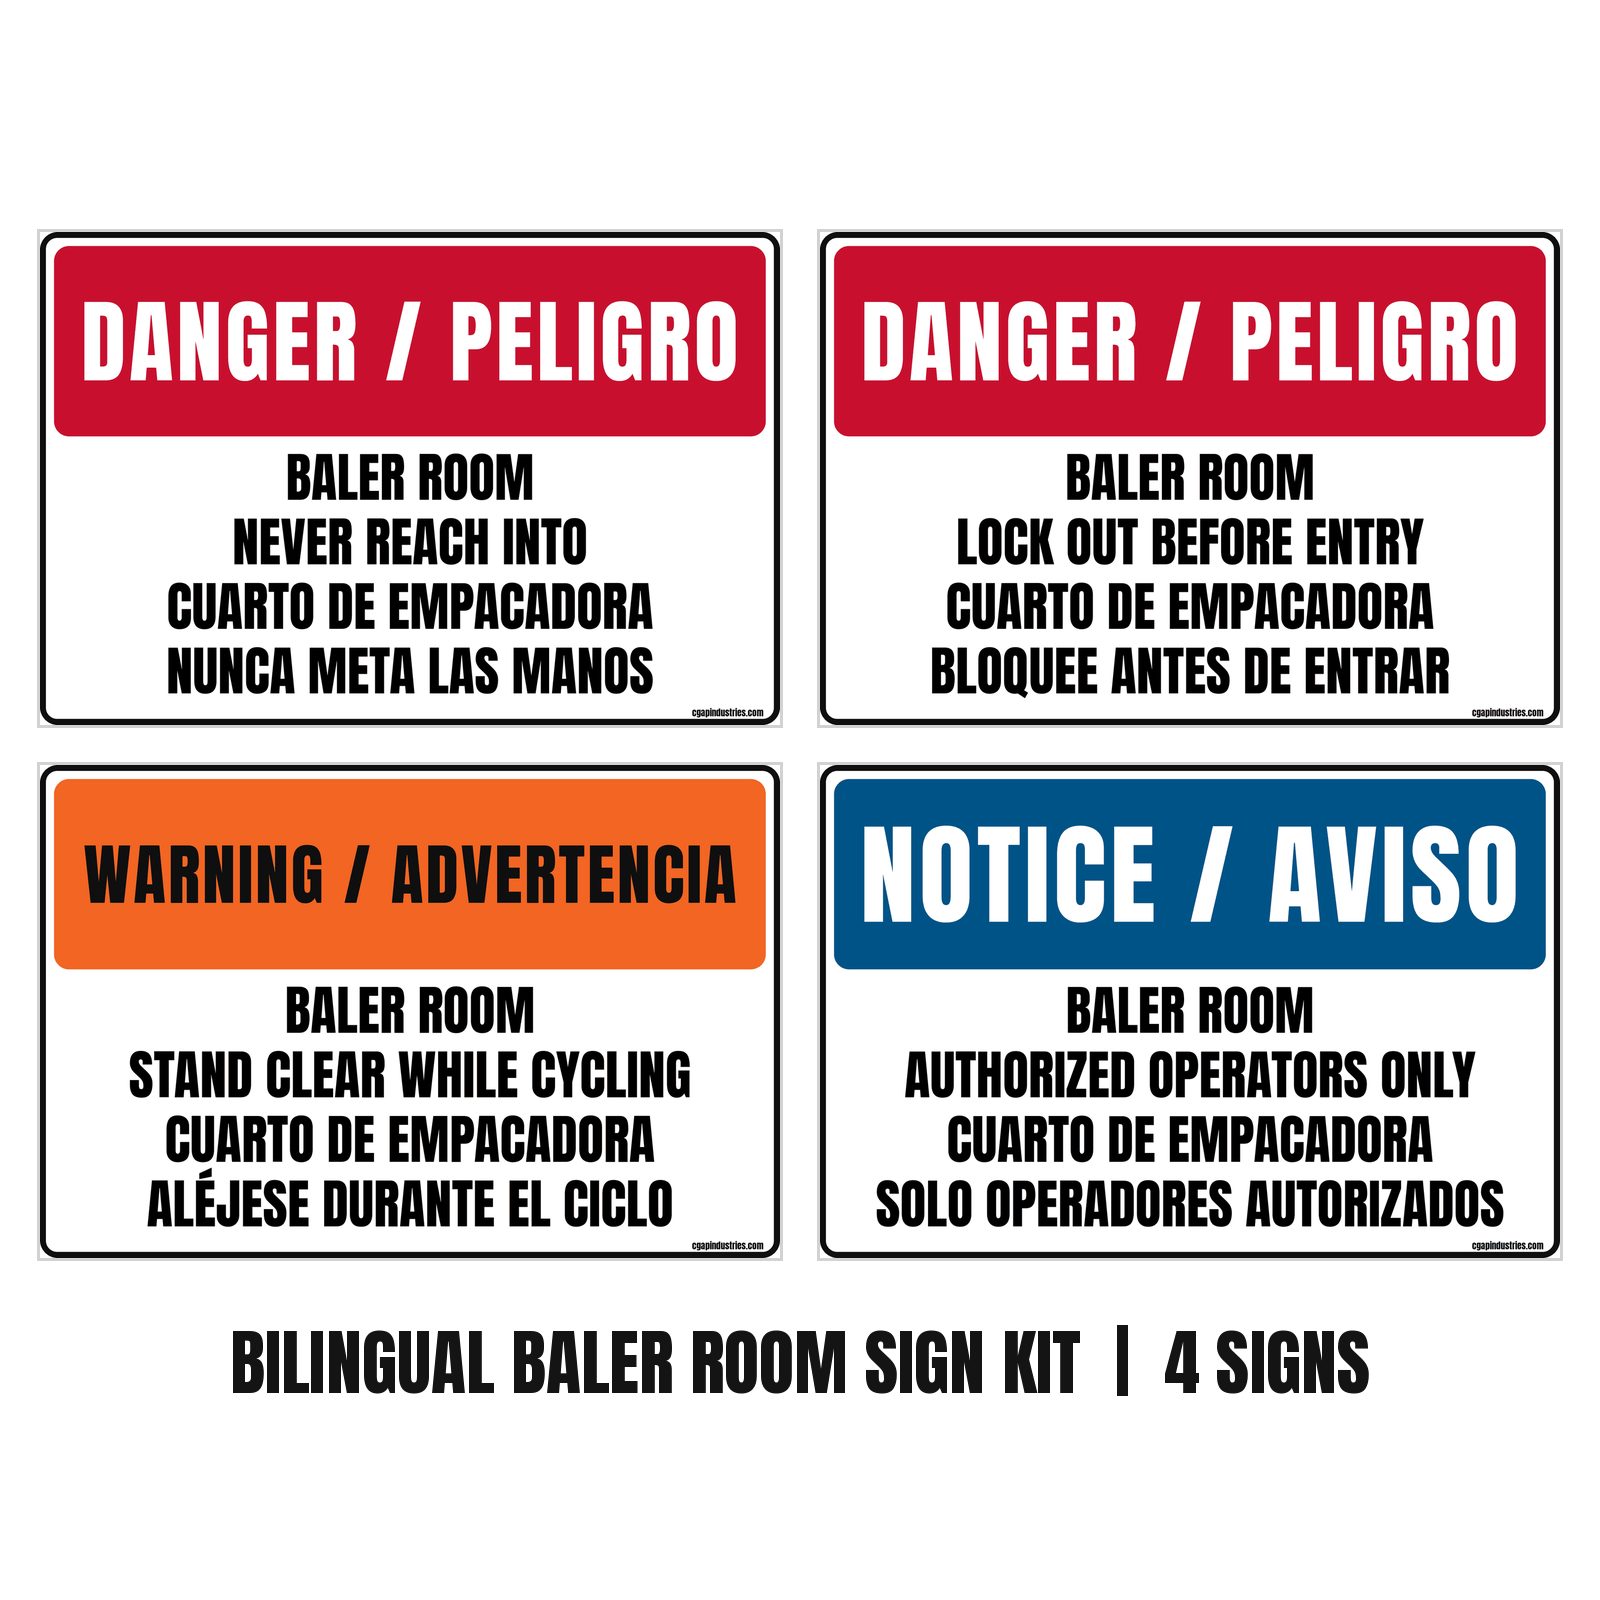 DANGER / PELIGRO
BALER ROOM
NEVER REACH INTO
CUARTO DE EMPACADORA
NUNCA META LAS MANOS
cgapindustries.com
DANGER / PELIGRO
BALER ROOM
LOCK OUT BEFORE ENTRY
CUARTO DE EMPACADORA
BLOQUEE ANTES DE ENTRAR
cgapindustries.com
WARNING / ADVERTENCIA
BALER ROOM
STAND CLEAR WHILE CYCLING
CUARTO DE EMPACADORA
ALÉJESE DURANTE EL CICLO
cgapindustries.com
NOTICE / AVISO
BALER ROOM
AUTHORIZED OPERATORS ONLY
CUARTO DE EMPACADORA
SOLO OPERADORES AUTORIZADOS
cgapindustries.com
BILINGUAL BALER ROOM SIGN KIT | 4 SIGNS